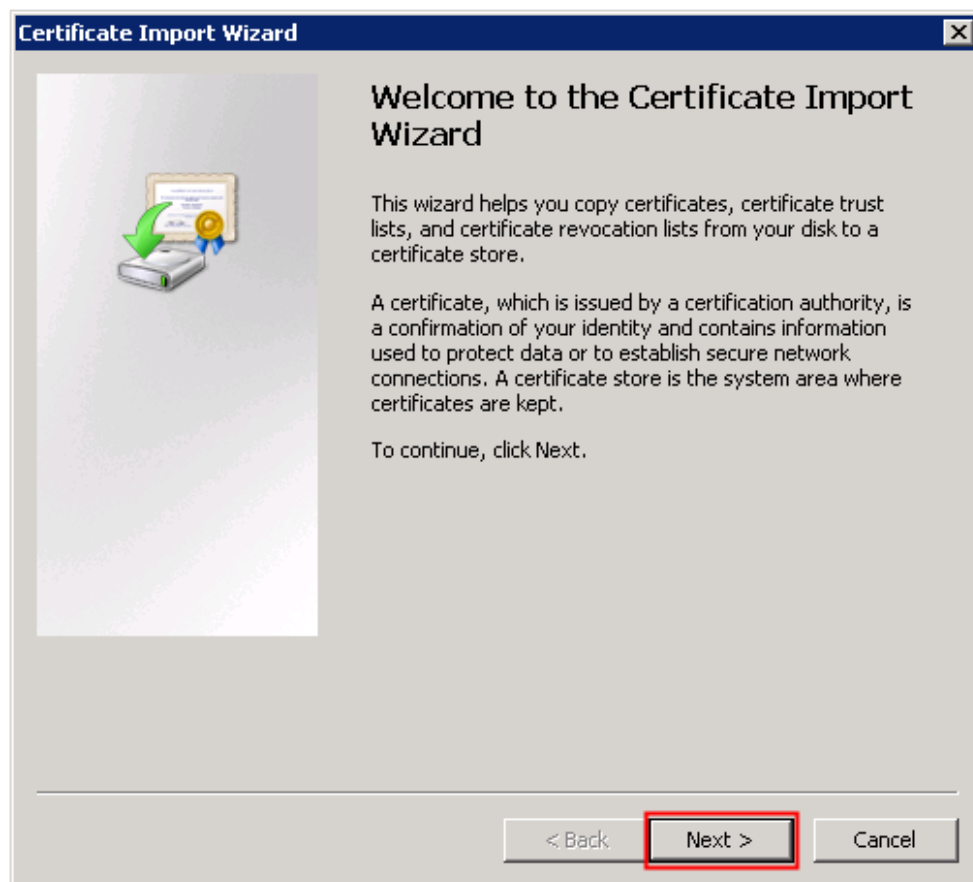 Certificate Import Wizard
Welcome to the Certificate Import
Wizard
This wizard helps you copy certificates, certificate trust
lists, and certificate revocation lists from your disk to a
certificate store.
A certificate, which is issued by a certification authority, is
a confirmation of your identity and contains information
used to protect data or to establish secure network
connections. A certificate store is the system area where
certificates are kept.
To continue, click Next.
< Back
Next >
Cancel